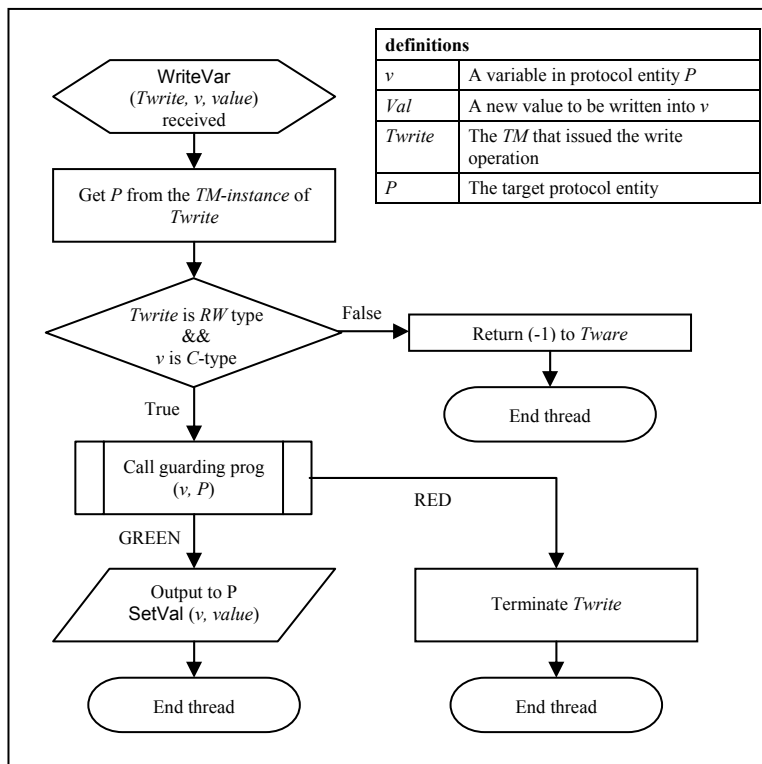 WriteVar
(Twrite, v, value)
received
definitions
v A variable in protocol entity P
Val A new value to be written into v
Twrite The TM that issued the write
operation
P The target protocol entity
Get P from the TM-instance of
Twrite
Twrite is RW type
&&
v is C-type
False
Return (-1) to Tware
End thread
True
Call guarding prog
(v, P)
RED
GREEN
Output to P
SetVal (v, value)
Terminate Twrite
End thread
End thread